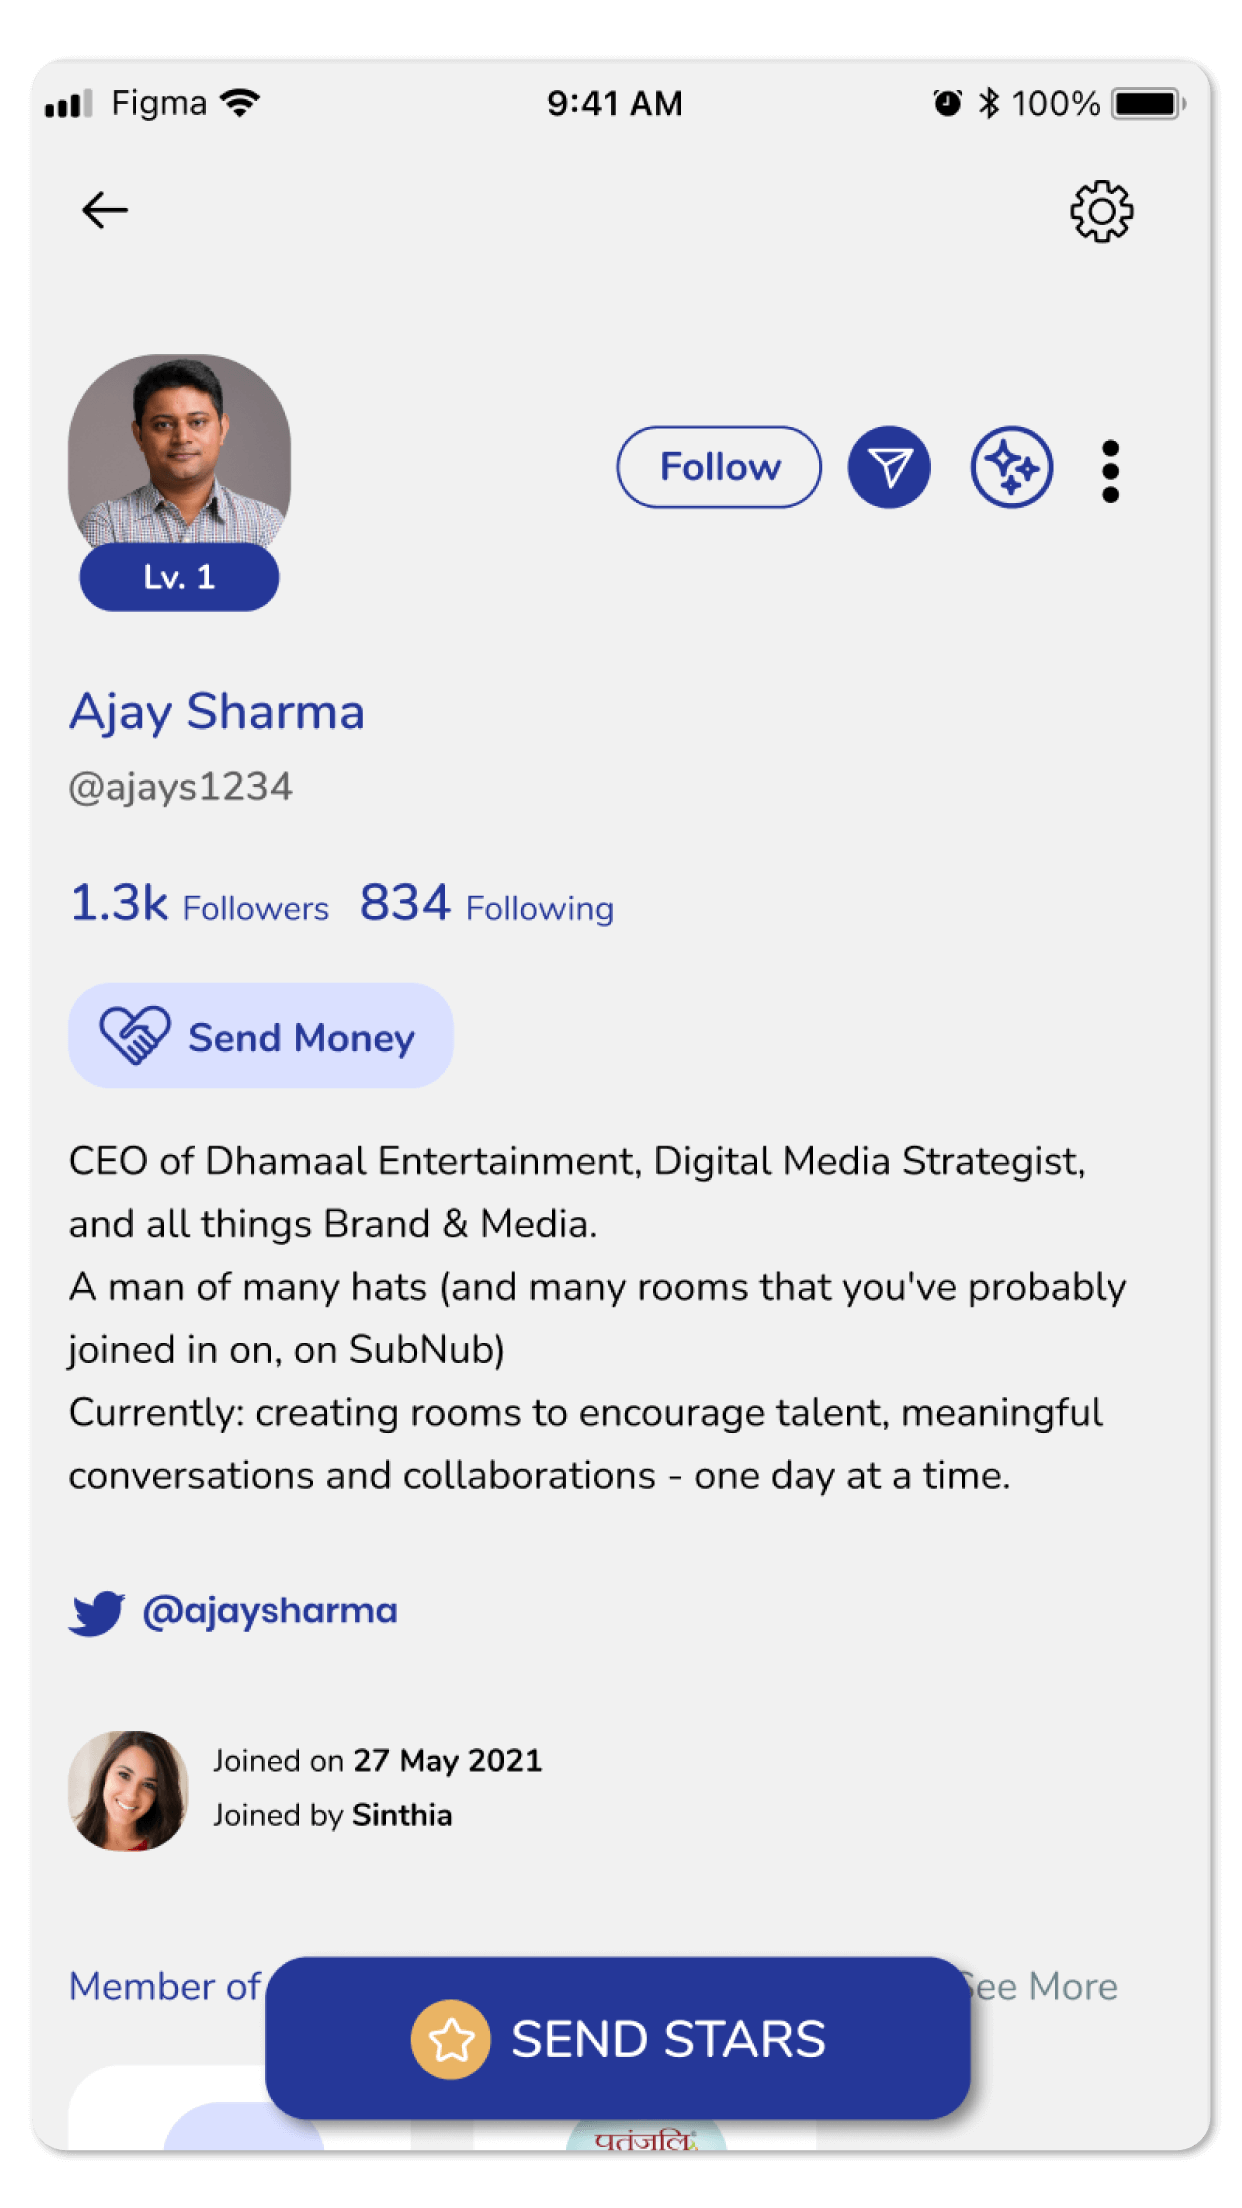 Figma 9:41 AM 100%
Follow
Lv. 1
Ajay Sharma
@ajays1234
1.3k Followers 834 Following
Send Money
CEO of Dhamaal Entertainment, Digital Media Strategist,
and all things Brand & Media.
A man of many hats (and many rooms that you've probably
joined in on, on SubNub)
Currently: creating rooms to encourage talent, meaningful
conversations and collaborations - one day at a time.
@ajaysharma
Joined on 27 May 2021
Joined by Sinthia
Member of See More
SEND STARS
पतंजलि